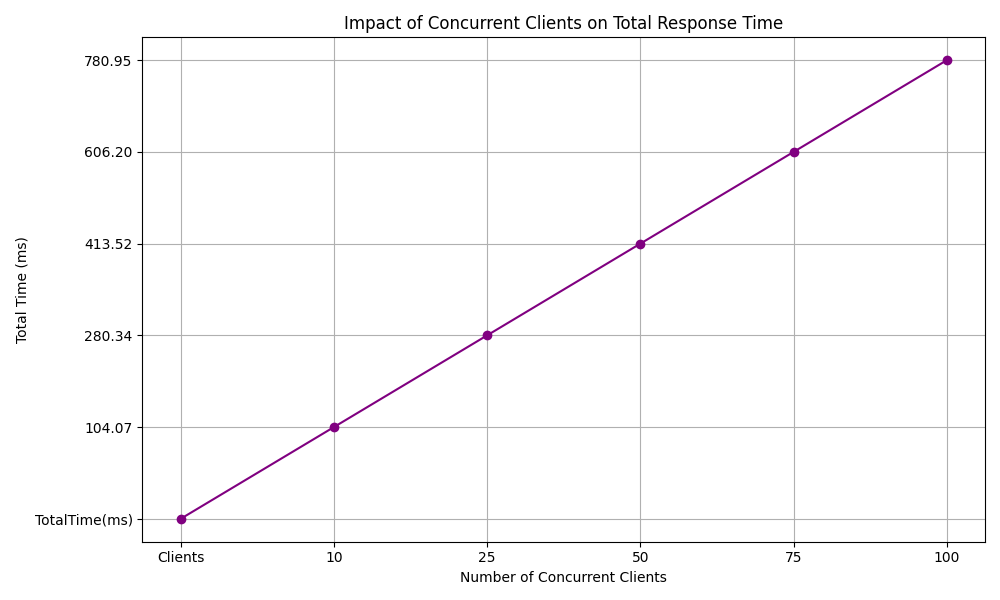 Impact of Concurrent Clients on Total Response Time
780.95
606.20
413.52
280.34
104.07
TotalTime(ms)
Total Time (ms)
Clients 10 25 50 75 100
Number of Concurrent Clients